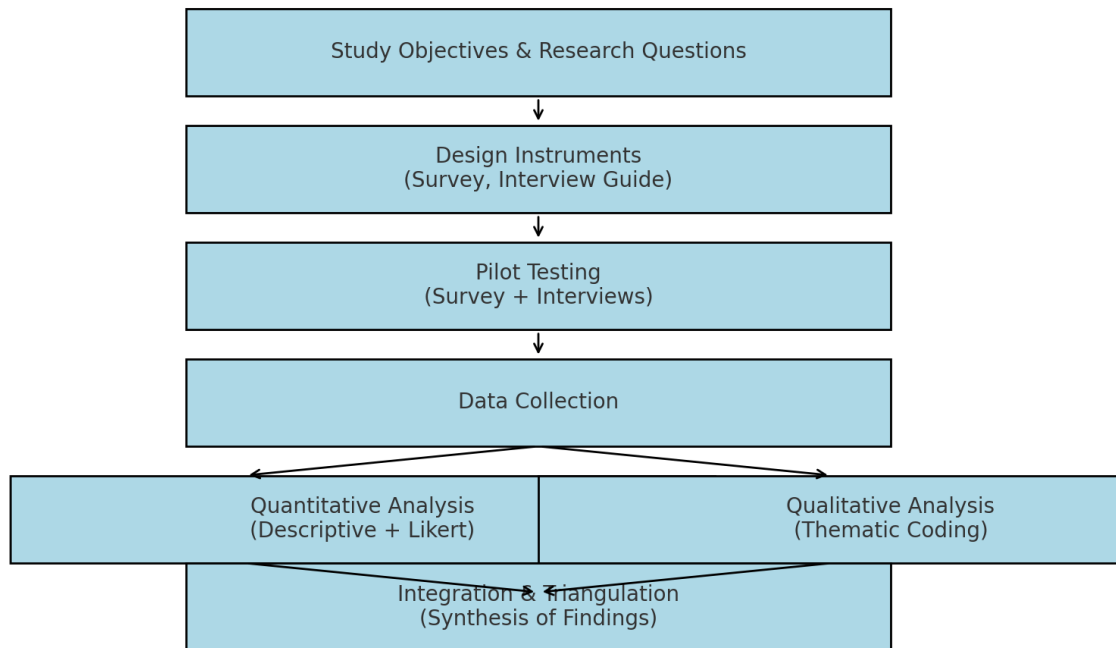 Study Objectives & Research Questions
Design Instruments
(Survey, Interview Guide)
Pilot Testing
(Survey + Interviews)
Data Collection
Quantitative Analysis
(Descriptive + Likert)
Qualitative Analysis
(Thematic Coding)
Integration & Triangulation
(Synthesis of Findings)